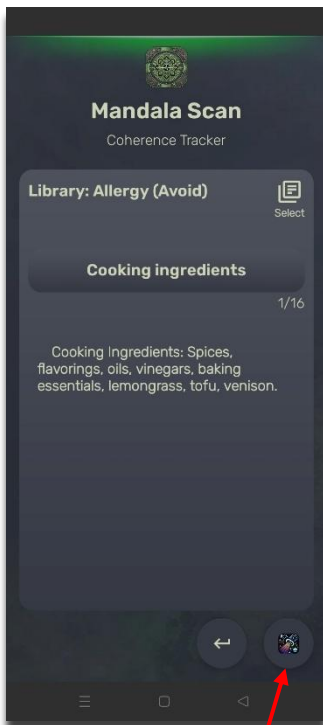 Mandala Scan
Coherence Tracker
Library: Allergy (Avoid)
Select
Cooking ingredients
1/16
Cooking Ingredients: Spices,
flavorings, oils, vinegars, baking
essentials, lemongrass, tofu, venison.